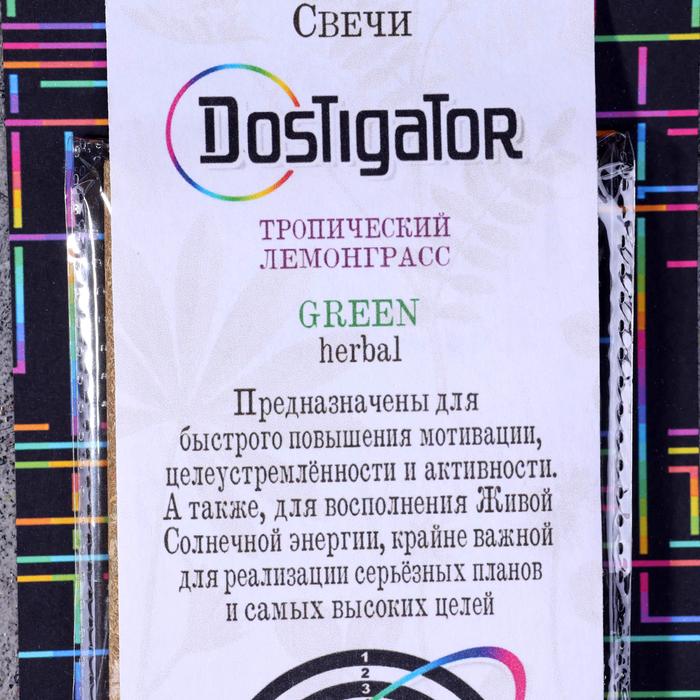 Свечи
DosTigaToR
ТРОПИЧЕСКИЙ
ЛЕМОНГРАСС
GREEN
herbal
Предназначены для
быстрого повышения мотивации,
целеустремлённости и активности.
А также, для восполнения Живой
Солнечной энергии, крайне важной
для реализации серьёзных планов
и самых высоких целей
1
2
3